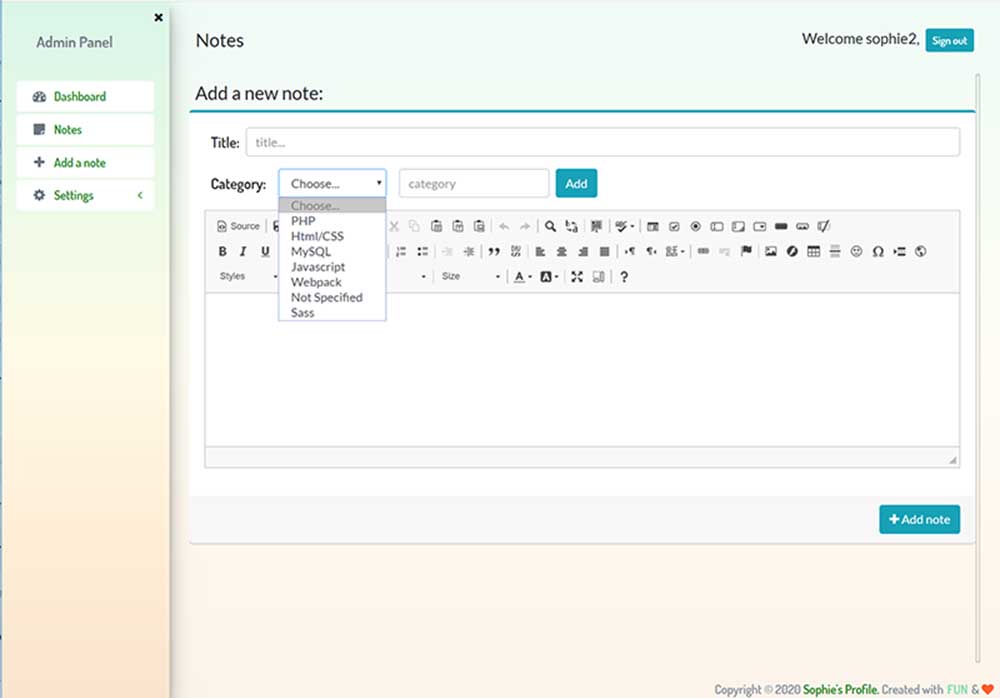 Admin Panel
Dashboard
Notes
Add a note
Settings
Notes
Welcome sophie2,
Sign out
Add a new note:
Title:
title...
Category:
Choose...
category
Add
Choose...
PHP
Html/CSS
MySQL
Javascript
Webpack
Not Specified
Sass
Source
B I U
Styles
Size
A A
?
+ Add note
Copyright © 2020 Sophie's Profile. Created with FUN &